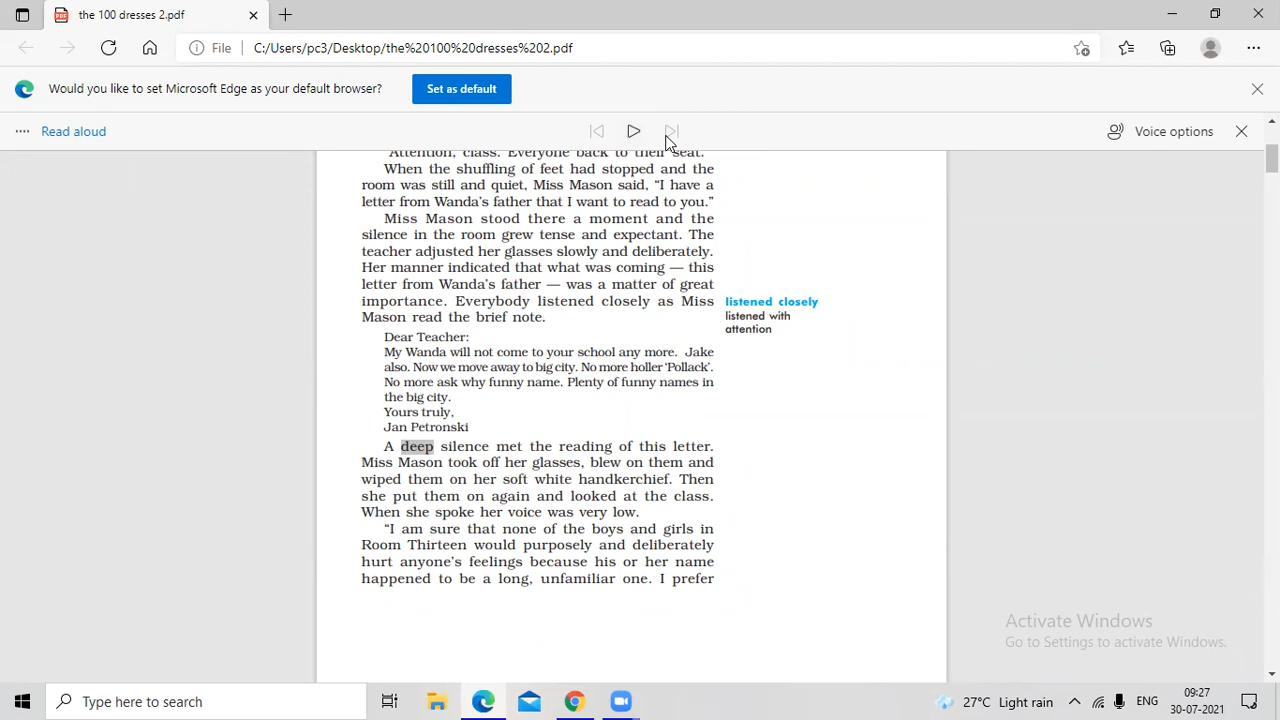 the 100 dresses 2.pdf
File
C:/Users/pc3/Desktop/the%20100%20dresses%202.pdf
Would you like to set Microsoft Edge as your default browser?
Set as default
Read aloud
Voice options
"Attention, class. Everyone back to their seat."
When the shuffling of feet had stopped and the
room was still and quiet, Miss Mason said, “I have a
letter from Wanda’s father that I want to read to you.”
Miss Mason stood there a moment and the
silence in the room grew tense and expectant. The
teacher adjusted her glasses slowly and deliberately.
Her manner indicated that what was coming — this
letter from Wanda’s father — was a matter of great
importance. Everybody listened closely as Miss
Mason read the brief note.
listened closely
listened with
attention
Dear Teacher:
My Wanda will not come to your school any more. Jake
also. Now we move away to big city. No more holler ‘Pollack’.
No more ask why funny name. Plenty of funny names in
the big city.
Yours truly,
Jan Petronski
A deep silence met the reading of this letter.
Miss Mason took off her glasses, blew on them and
wiped them on her soft white handkerchief. Then
she put them on again and looked at the class.
When she spoke her voice was very low.
“I am sure that none of the boys and girls in
Room Thirteen would purposely and deliberately
hurt anyone’s feelings because his or her name
happened to be a long, unfamiliar one. I prefer
Activate Windows
Go to Settings to activate Windows.
Type here to search
27°C Light rain
ENG
09:27
30-07-2021